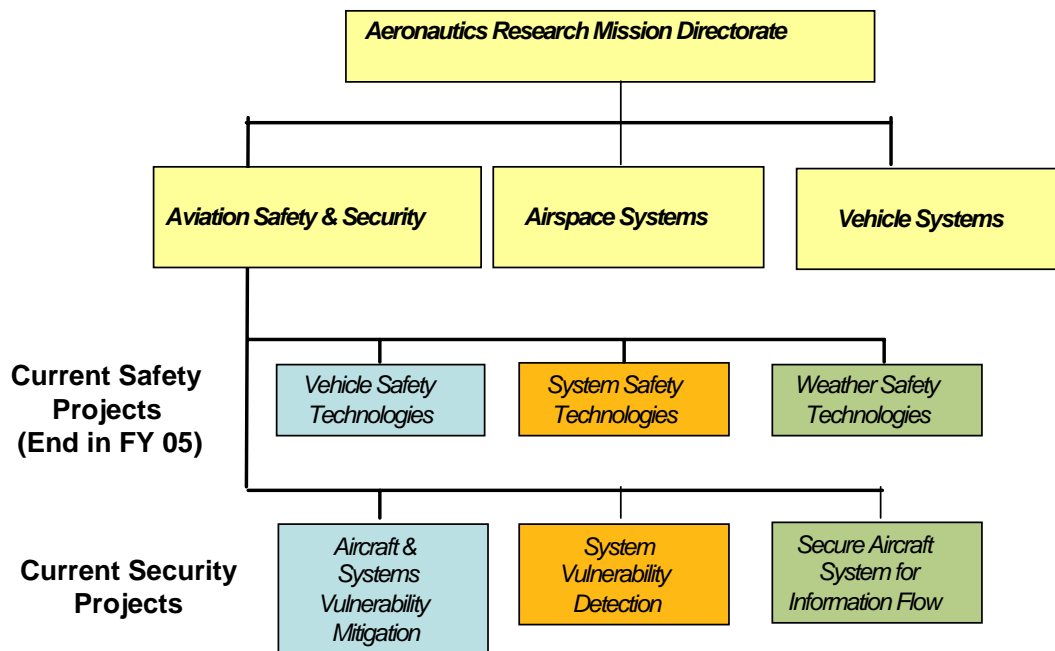 Aeronautics Research Mission Directorate
Aviation Safety & Security
Airspace Systems
Vehicle Systems
Current Safety
Projects
(End in FY 05)
Vehicle Safety
Technologies
System Safety
Technologies
Weather Safety
Technologies
Current Security
Projects
Aircraft &
Systems
Vulnerability
Mitigation
System
Vulnerability
Detection
Secure Aircraft
System for
Information Flow